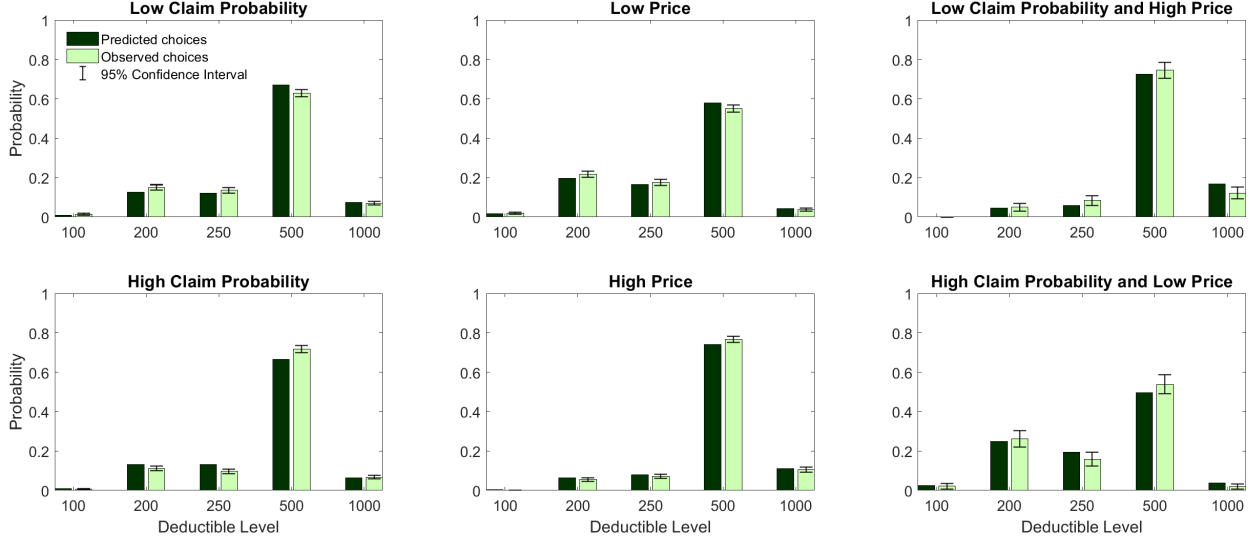 Low Claim Probability
Low Price
Low Claim Probability and High Price
Probability
1
0.8
0.6
0.4
0.2
0
Predicted choices
Observed choices
95% Confidence Interval
100 200 250 500 1000
1
0.8
0.6
0.4
0.2
0
100 200 250 500 1000
1
0.8
0.6
0.4
0.2
0
100 200 250 500 1000
High Claim Probability
High Price
High Claim Probability and Low Price
Probability
1
0.8
0.6
0.4
0.2
0
100 200 250 500 1000
Deductible Level
1
0.8
0.6
0.4
0.2
0
100 200 250 500 1000
Deductible Level
1
0.8
0.6
0.4
0.2
0
100 200 250 500 1000
Deductible Level